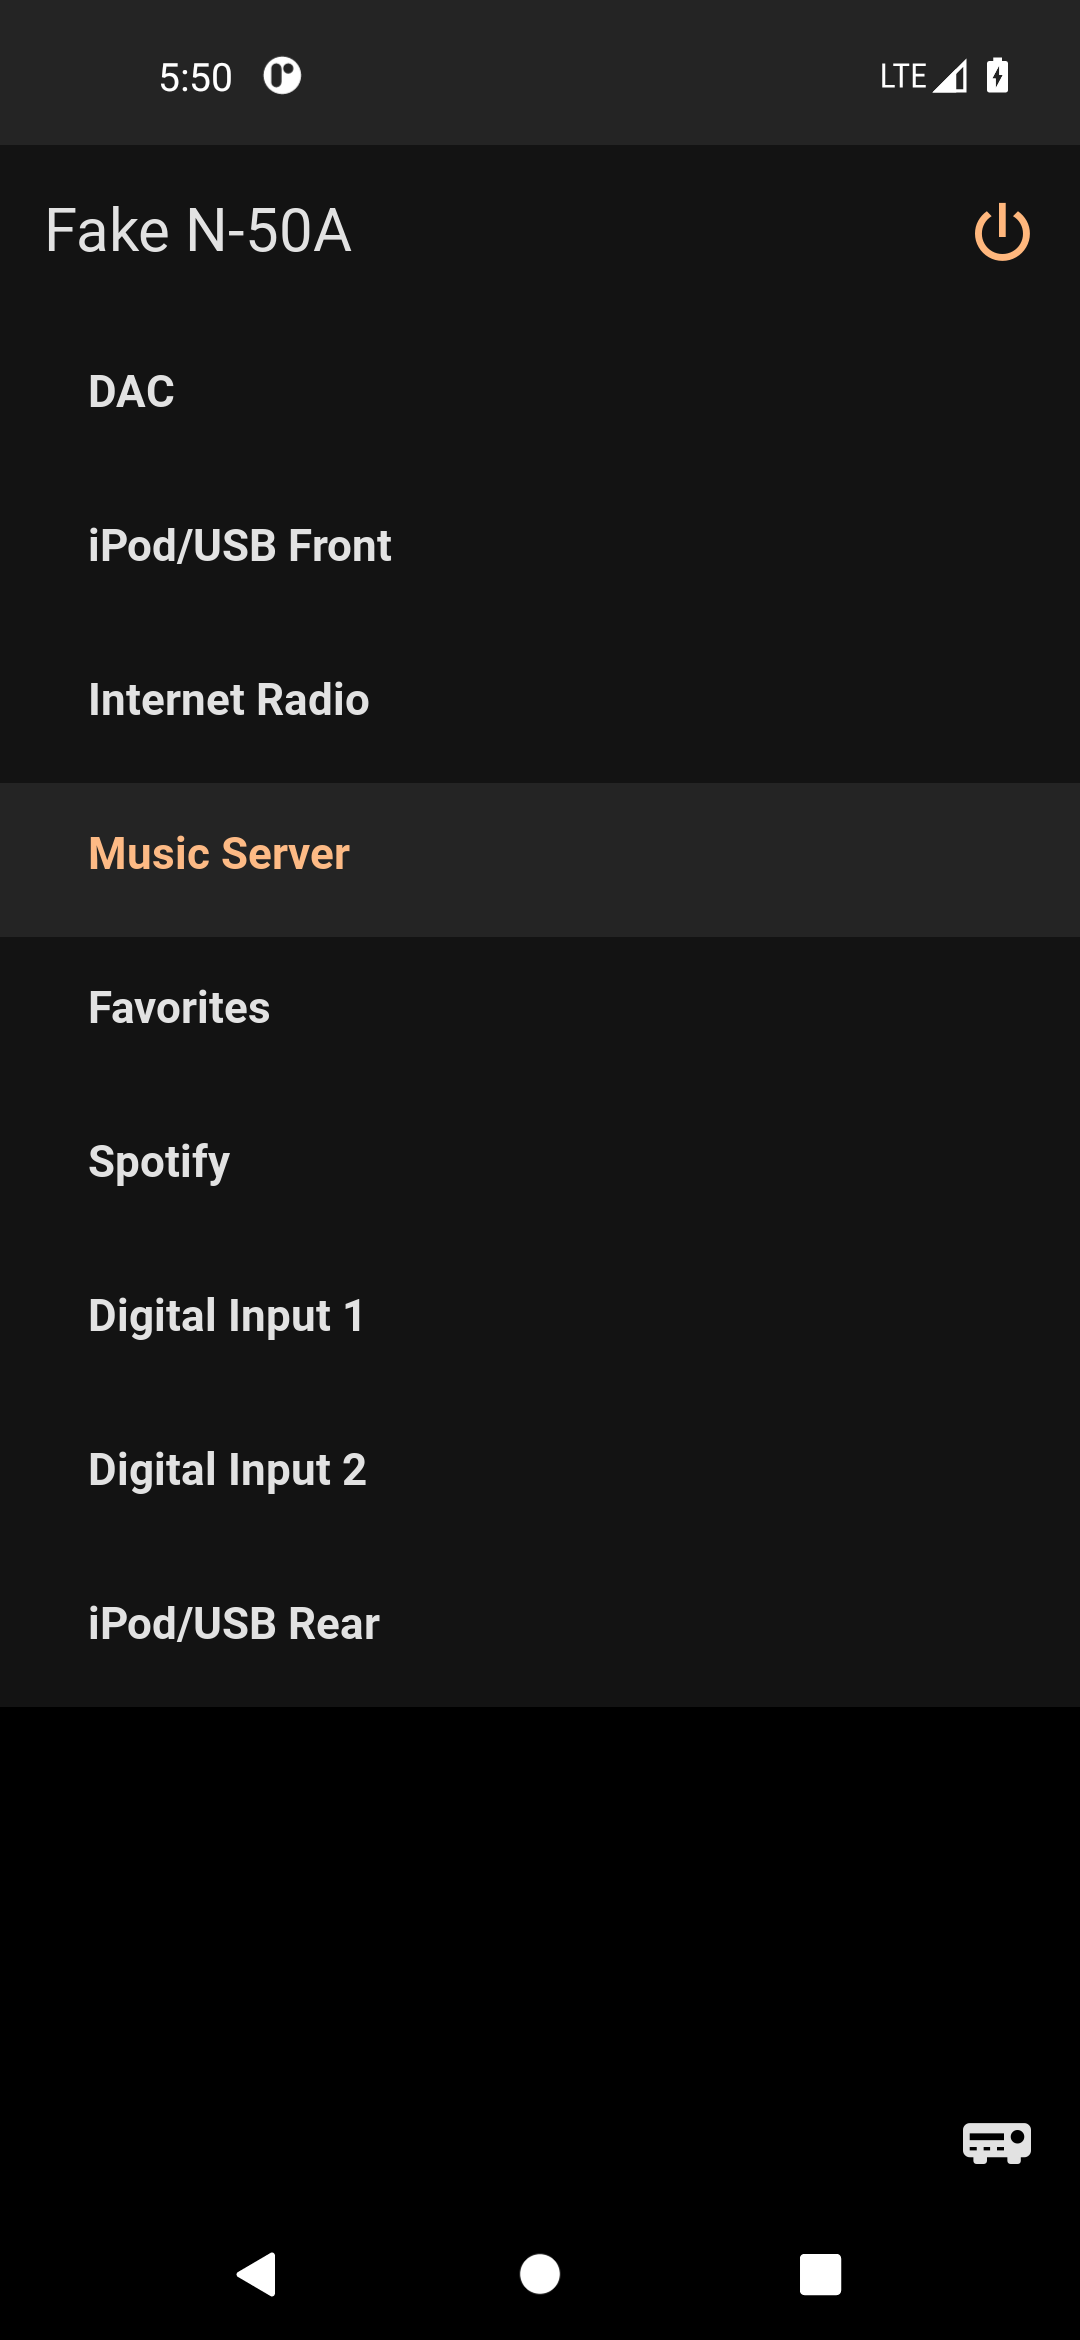 5:50
LTE
Fake N-50A
DAC
iPod/USB Front
Internet Radio
Music Server
Favorites
Spotify
Digital Input 1
Digital Input 2
iPod/USB Rear